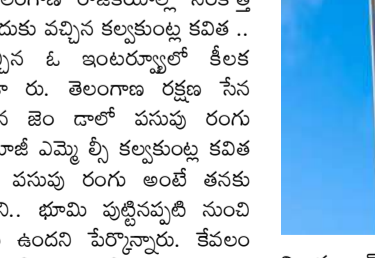 రాజకీయాల్లో
దుకు వచ్చిన కల్వకుంట్ల కవిత ..
చ్చిన ఓ ఇంటర్వ్యూలో కీలక
రు. తెలంగాణ రక్షణ సేన
న జెం డాలో పసుపు రంగు
ూజీ ఎమ్మె ల్సీ కల్వకుంట్ల కవిత
పసుపు రంగు అంటే తనకు
ని.. భూమి పుట్టినప్పటి నుంచి
ఉందని పేర్కొన్నారు. కేవలం